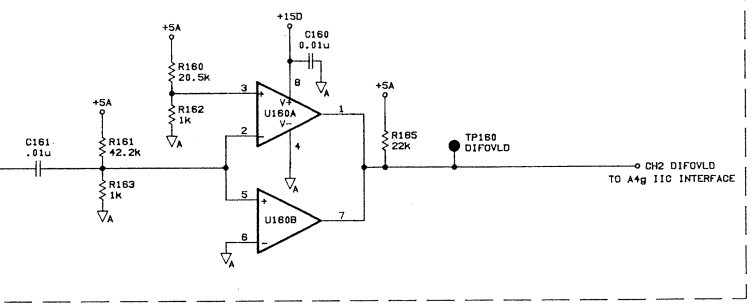 +15D
+5A
C160
0.01u
R160
20.5k
8
3
+
V+
1
U160A
V-
2
-
4
R162
1k
A
A
+5A
R165
22k
TP160
DIFOVLD
+5A
C161
.01u
R161
42.2k
A
R163
1k
A
CH2 DIFOVLD
TO A4g IIC INTERFACE
5
+
U160B
7
6
-
A